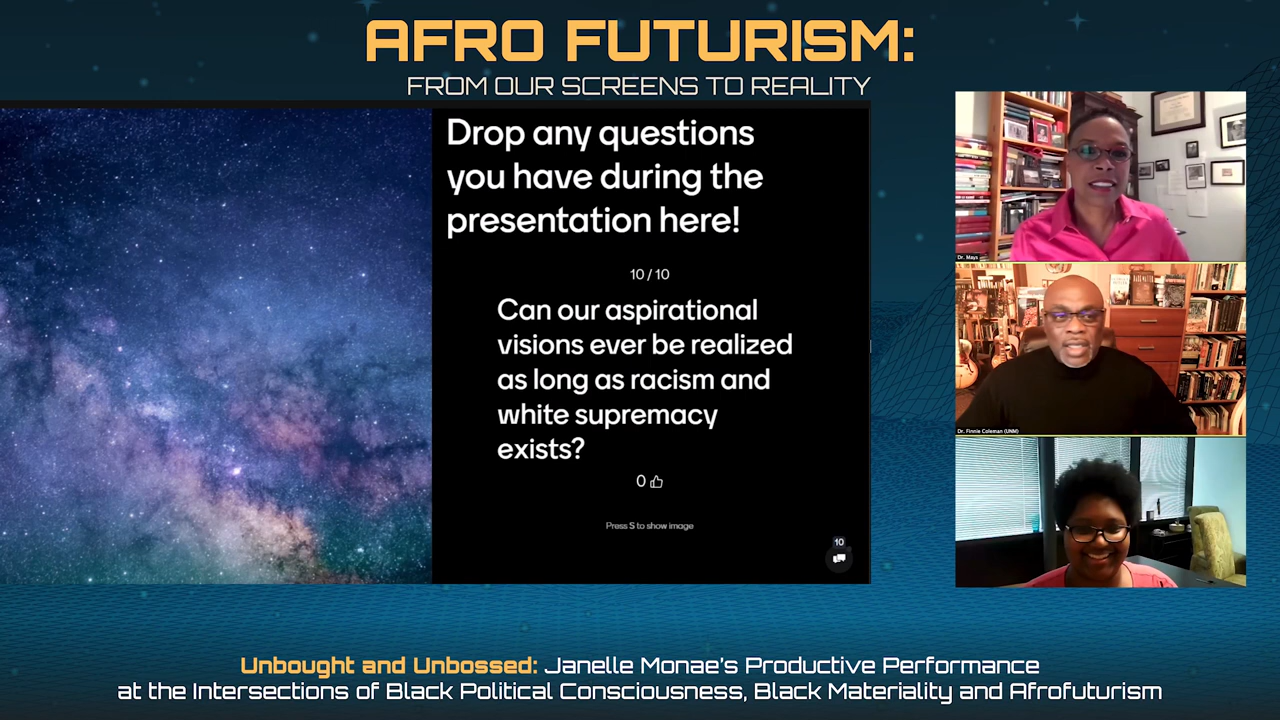 AFRO FUTURISM:
FROM OUR SCREENS TO REALITY
Drop any questions
you have during the
presentation here!
10 / 10
Can our aspirational
visions ever be realized
as long as racism and
white supremacy
exists?
0
Press S to show image
10
Dr. Mays
Dr. Finnie Coleman (UNM)
Unbought and Unbossed: Janelle Monae's Productive Performance
at the Intersections of Black Political Consciousness, Black Materiality and Afrofuturism